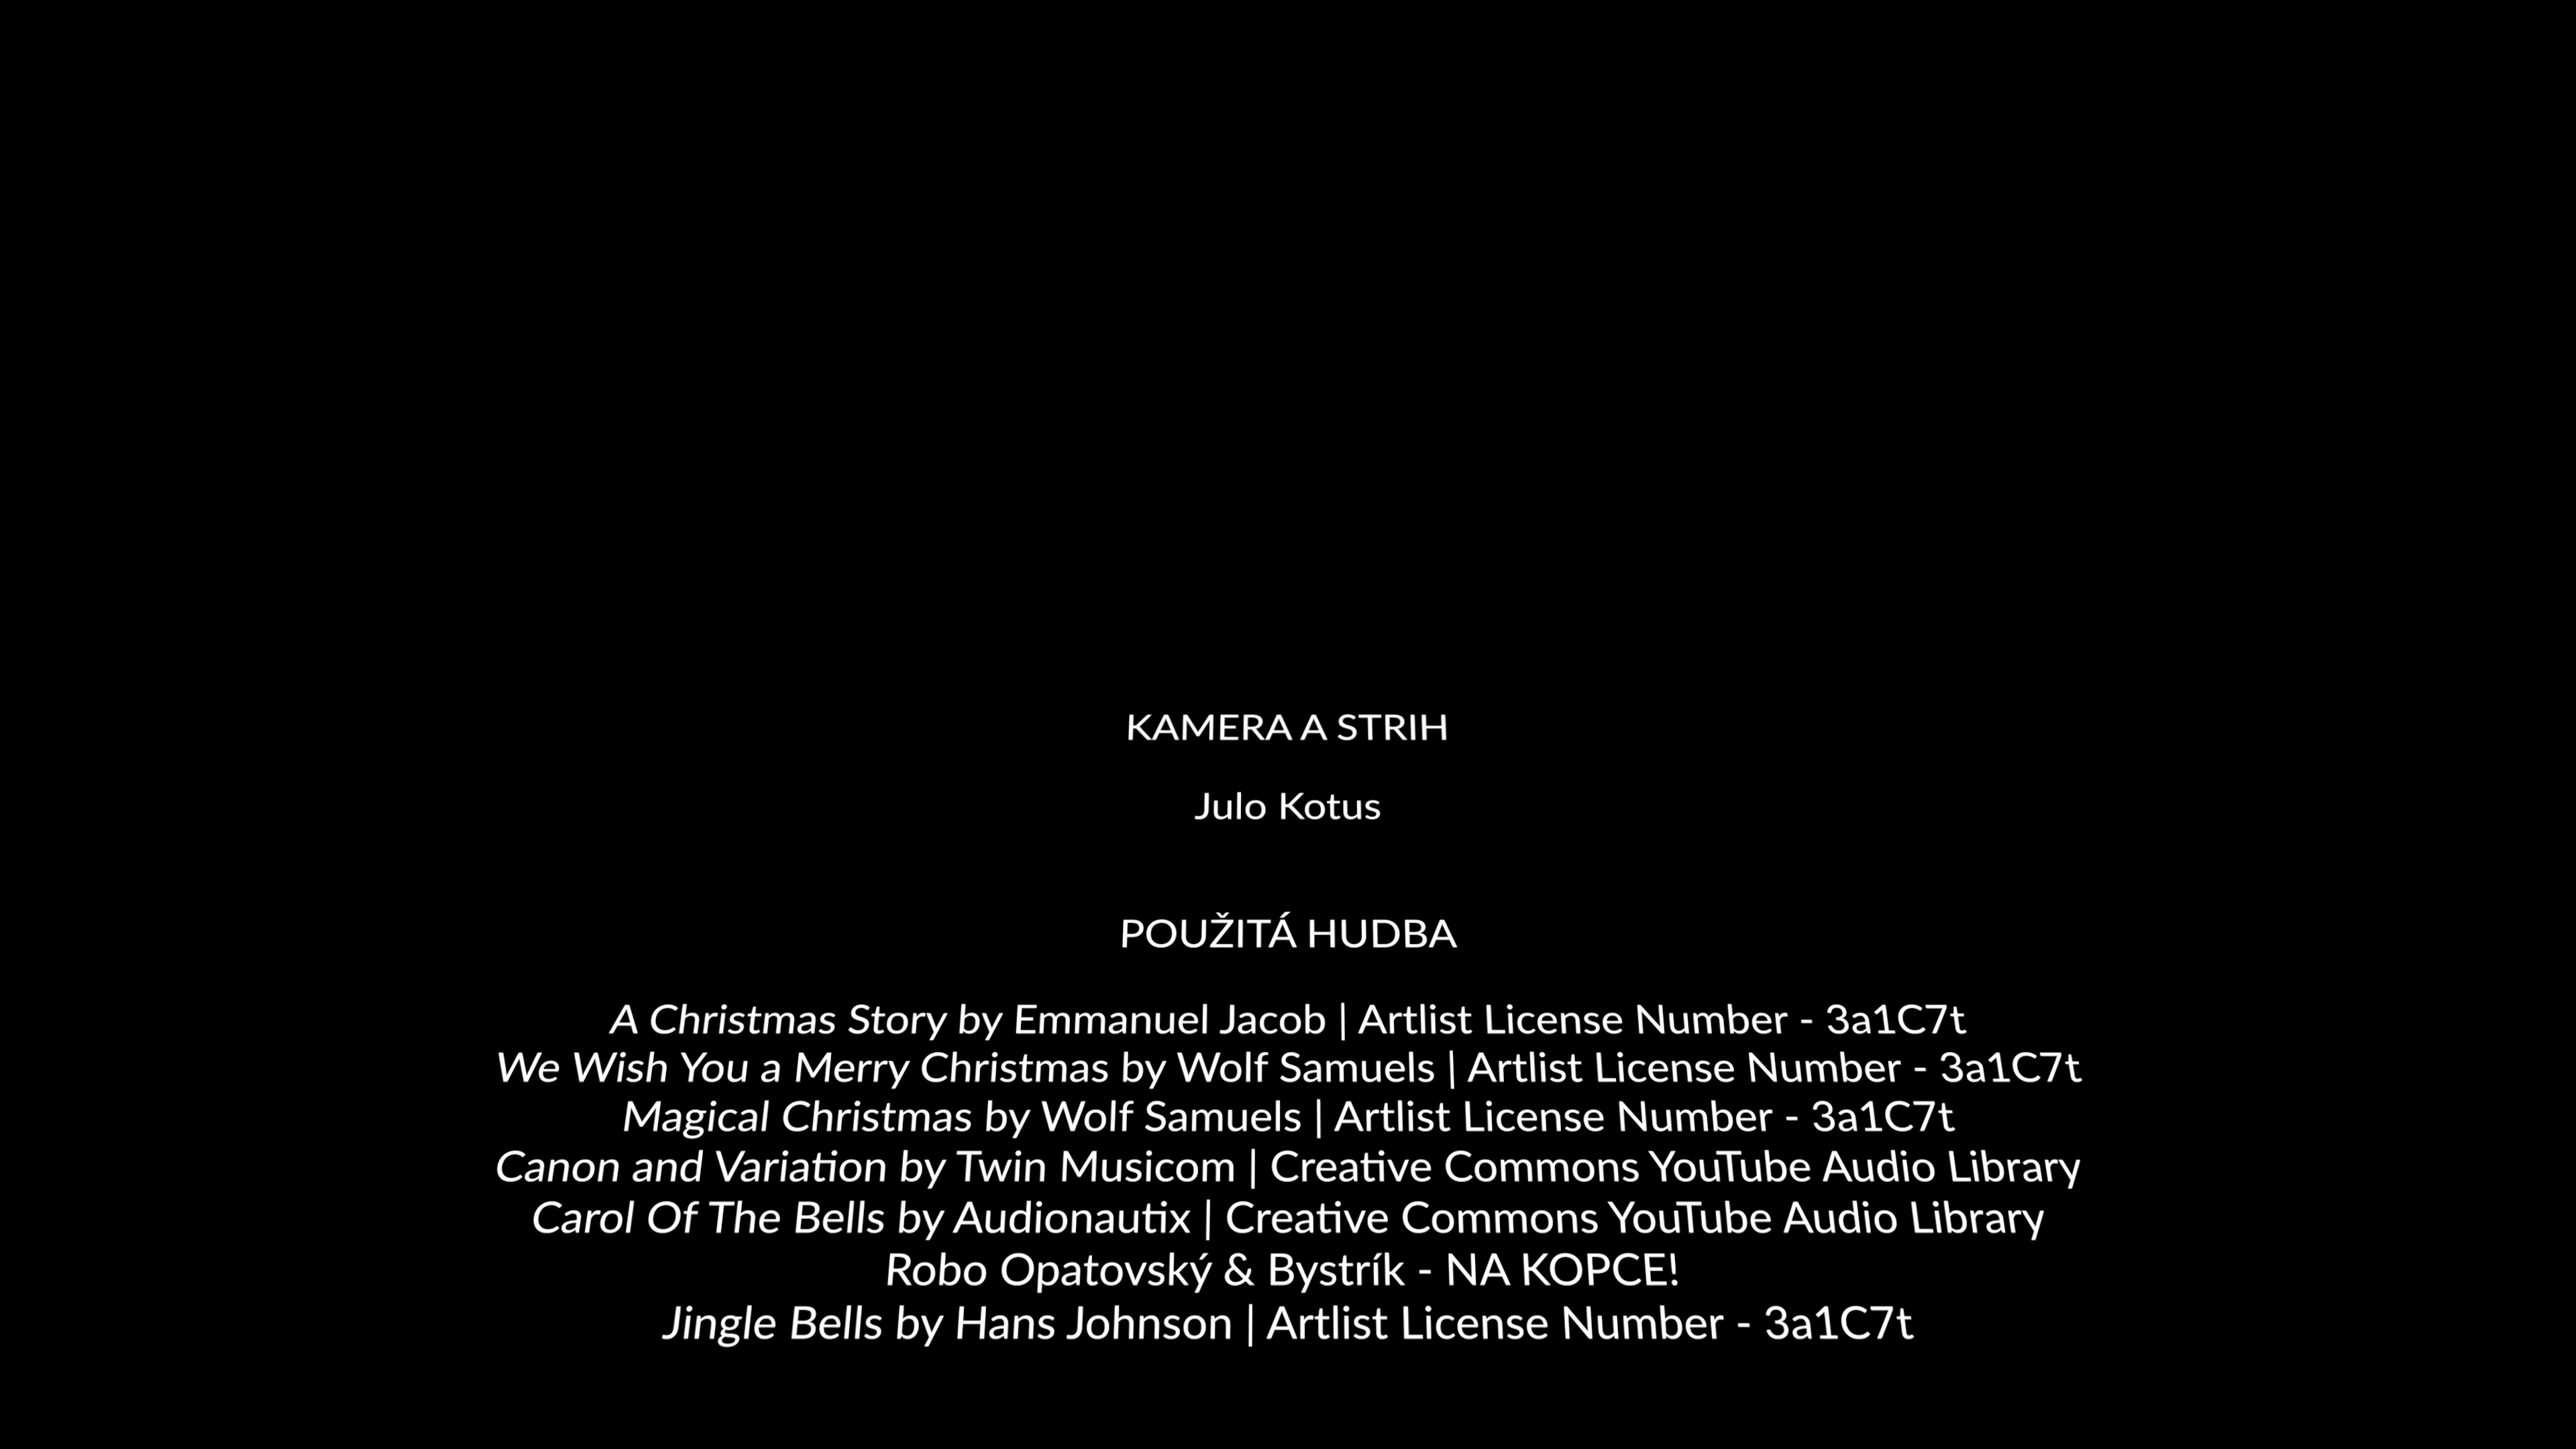 KAMERA A STRIH
Julo Kotus
POUŽITÁ HUDBA
A Christmas Story by Emmanuel Jacob | Artlist License Number - 3a1C7t
We Wish You a Merry Christmas by Wolf Samuels | Artlist License Number - 3a1C7t
Magical Christmas by Wolf Samuels | Artlist License Number - 3a1C7t
Canon and Variation by Twin Musicom | Creative Commons YouTube Audio Library
Carol Of The Bells by Audionautix | Creative Commons YouTube Audio Library
Robo Opatovský & Bystrík - NA KOPCE!
Jingle Bells by Hans Johnson | Artlist License Number - 3a1C7t